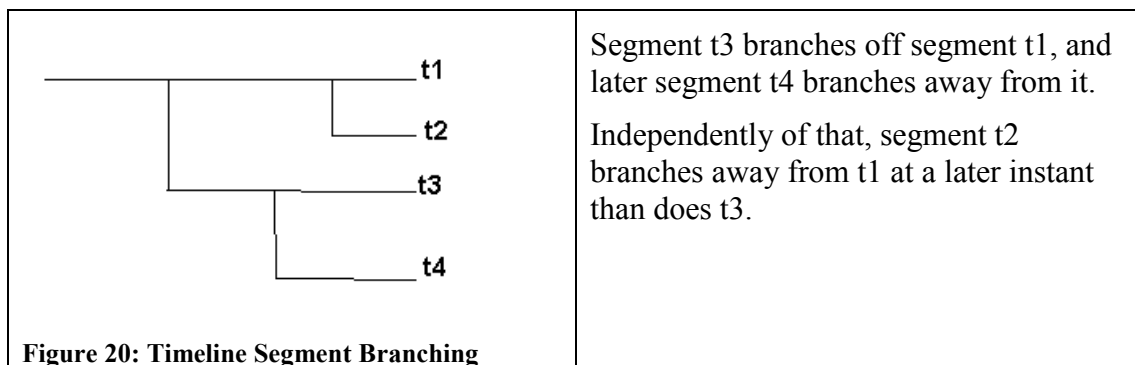 t1
t2
t3
t4
Figure 20: Timeline Segment Branching
Segment t3 branches off segment t1, and
later segment t4 branches away from it.
Independently of that, segment t2
branches away from t1 at a later instant
than does t3.